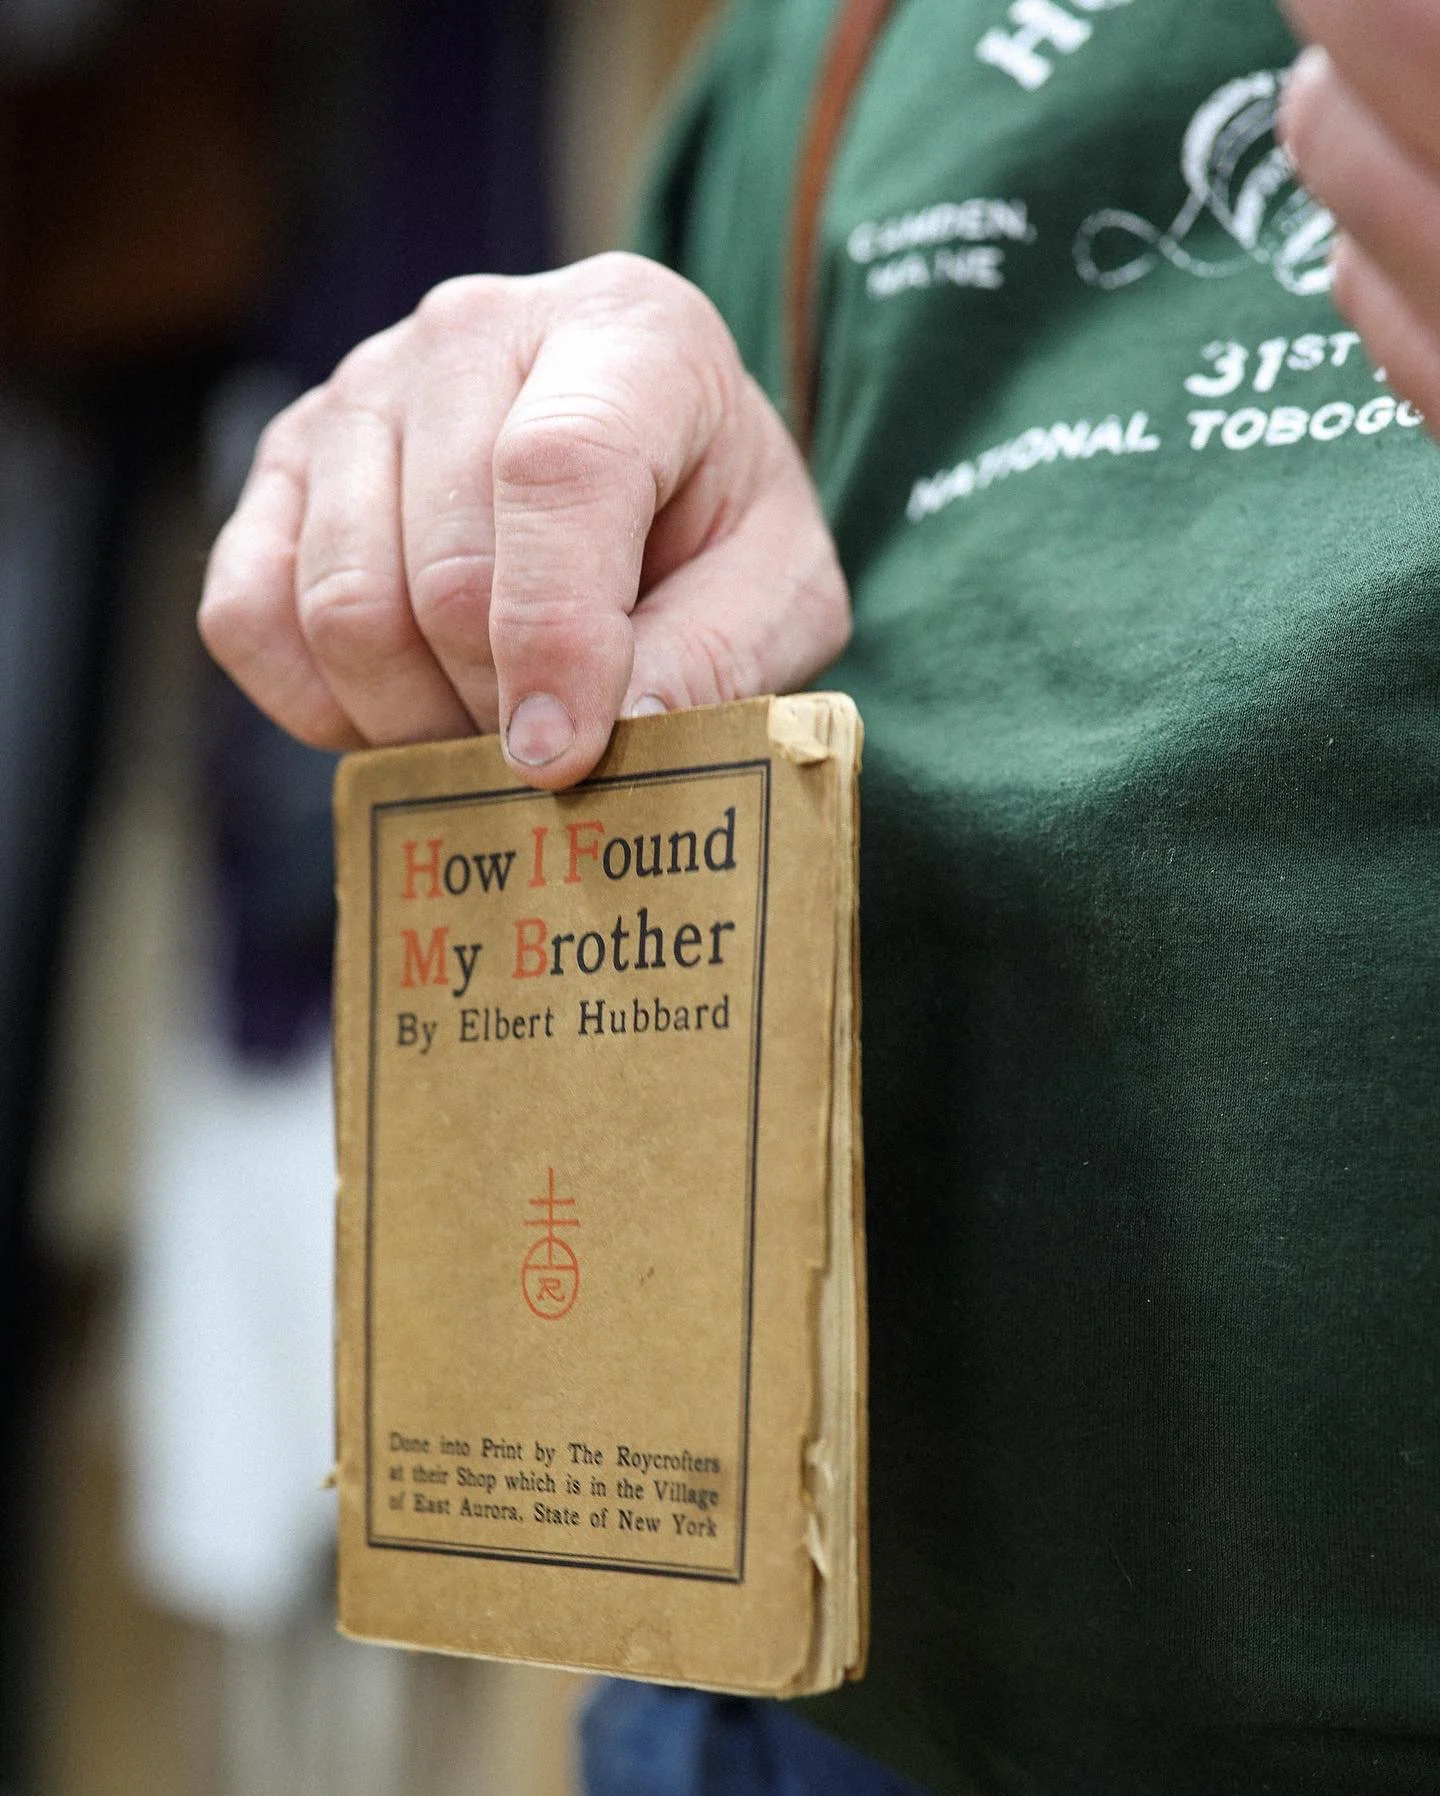 CAMDEN,
MAINE
31ST
NATIONAL
How I Found
My Brother
By Elbert Hubbard
R
Done into Print by The Roycrofters
at their Shop which is in the Village
of East Aurora, State of New York